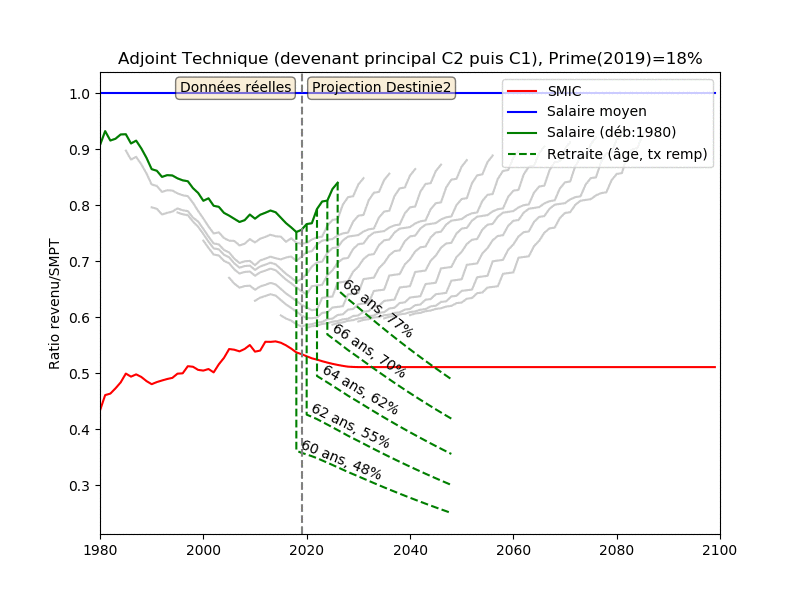 Adjoint Technique (devenant principal C2 puis C1), Prime(2019)=18%
Données réelles
Projection Destinie2
SMIC
Salaire moyen
Salaire (déb:1980)
Retraite (âge, tx remp)
Ratio revenu/SMPT
1.0
0.9
0.8
0.7
0.6
0.5
0.4
0.3
68 ans, 77%
66 ans, 70%
64 ans, 62%
62 ans, 55%
60 ans, 48%
1980
2000
2020
2040
2060
2080
2100